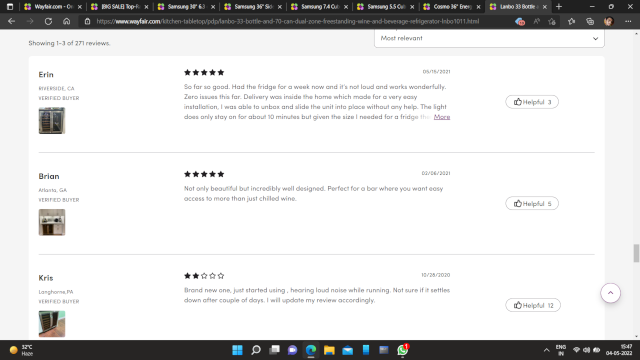 Wayfair.com - O
(BIG SALE) Top-R
Samsung 30" 6.3
Samsung 36" Sid
Samsung 7.4 Cub
Samsung 5.5 Cub
Cosmo 36" Energ
Lanbo 33 Bottle a
https://www.wayfair.com/kitchen-tabletop/pdp/lanbo-33-bottle-and-70-can-dual-zone-freestanding-wine-and-beverage-refrigerator-lnbo1011.html
Showing 1-3 of 271 reviews.
Most relevant
Erin
RIVERSIDE, CA
VERIFIED BUYER
05/15/2021
So far so good. Had the fridge for a week now and it's not loud and works wonderfully.
Zero issues this far. Delivery was inside the home which made for a very easy
installation, I was able to unbox and slide the unit into place without any help. The light
does only stay on for about 10 minutes but given the size I needed for a fridge the More
Helpful 3
Brian
Atlanta, GA
VERIFIED BUYER
02/06/2021
Not only beautiful but incredibly well designed. Perfect for a bar where you want easy
access to more than just chilled wine.
Helpful 5
Kris
Langhorne,PA
VERIFIED BUYER
10/28/2020
Brand new one, just started using , hearing loud noise while running. Not sure if it settles
down after couple of days. I will update my review accordingly.
Helpful 12
32°C
Haze
1
ENG
IN
15:47
04-05-2022